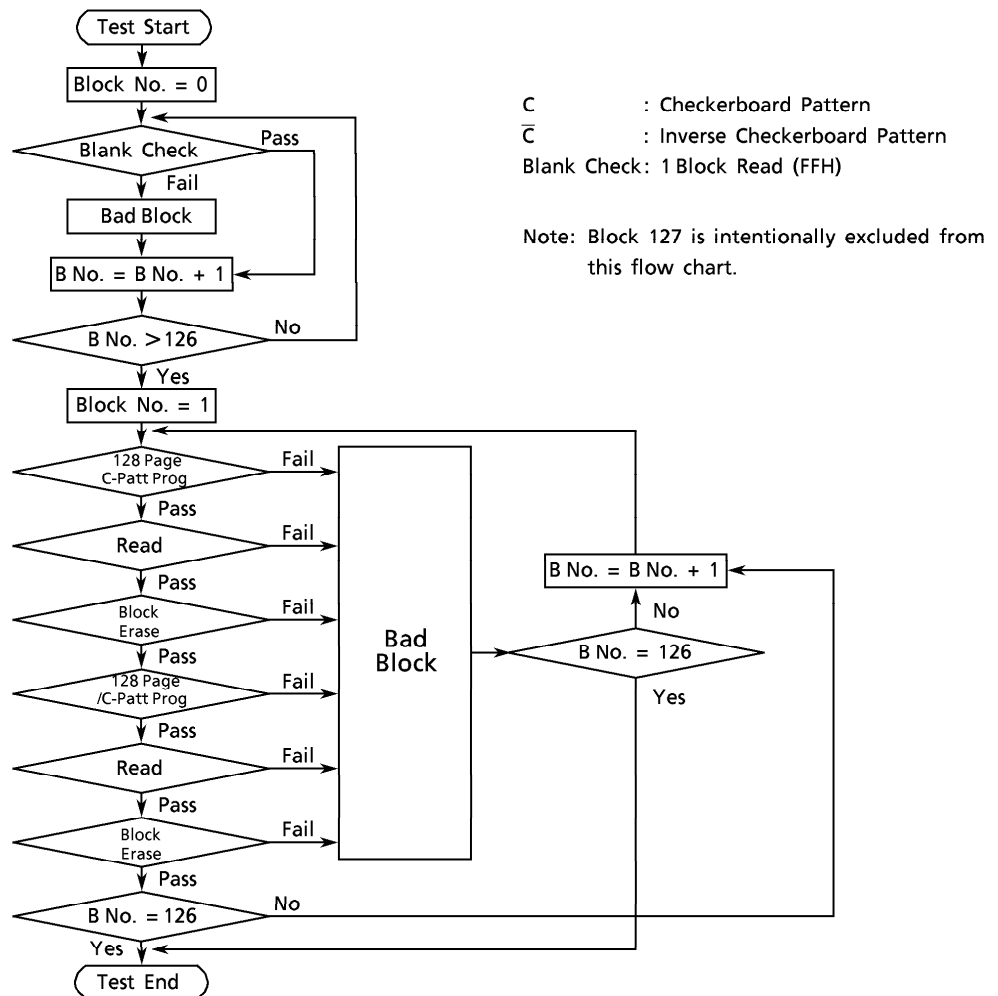 Test Start
Block No. = 0
Blank Check
Pass
Fail
Bad Block
B No. = B No. + 1
B No. > 126
No
Yes
Block No. = 1
C : Checkerboard Pattern
C̅ : Inverse Checkerboard Pattern
Blank Check: 1 Block Read (FFH)
Note: Block 127 is intentionally excluded from
this flow chart.
128 Page
C-Patt Prog
Fail
Pass
Read
Fail
Pass
Block
Erase
Fail
Pass
128 Page
/C-Patt Prog
Fail
Pass
Read
Fail
Pass
Block
Erase
Fail
Pass
B No. = 126
No
Yes
Test End
Bad
Block
B No. = B No. + 1
No
B No. = 126
Yes